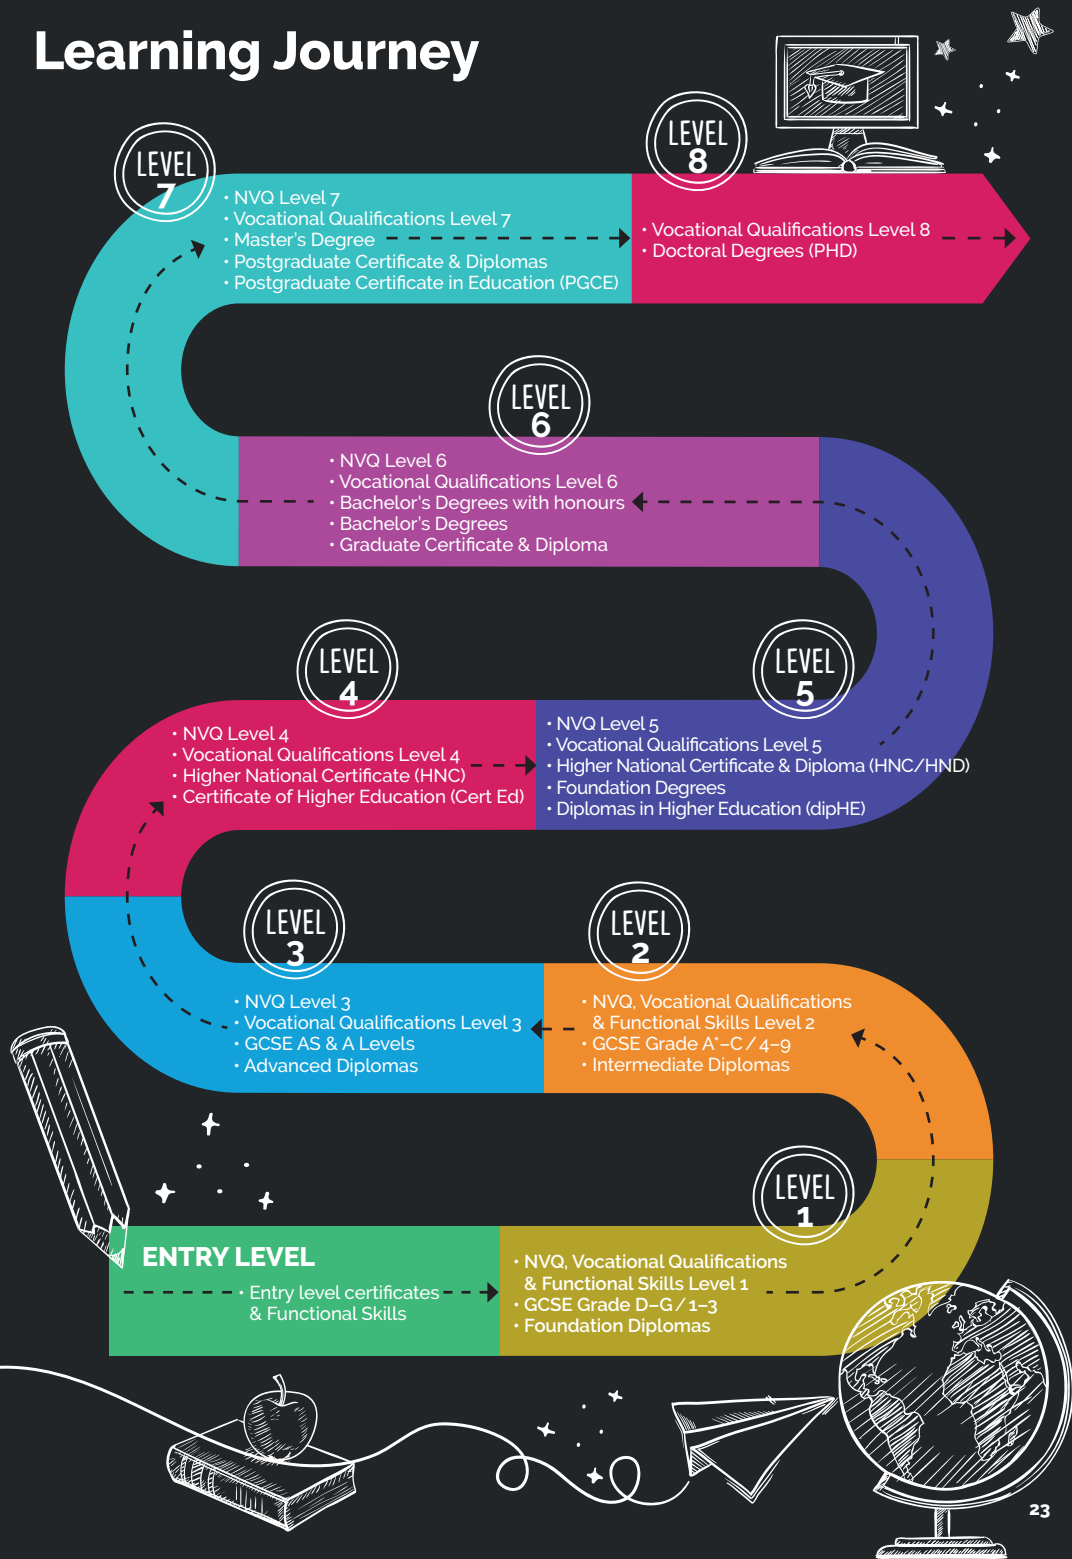 Learning Journey
LEVEL
7
• NVQ Level 7
• Vocational Qualifications Level 7
• Master's Degree
• Postgraduate Certificate & Diplomas
• Postgraduate Certificate in Education (PGCE)
LEVEL
8
• Vocational Qualifications Level 8
• Doctoral Degrees (PHD)
LEVEL
6
• NVQ Level 6
• Vocational Qualifications Level 6
• Bachelor's Degrees with honours
• Bachelor's Degrees
• Graduate Certificate & Diploma
LEVEL
4
• NVQ Level 4
• Vocational Qualifications Level 4
• Higher National Certificate (HNC)
• Certificate of Higher Education (Cert Ed)
LEVEL
5
• NVQ Level 5
• Vocational Qualifications Level 5
• Higher National Certificate & Diploma (HNC/HND)
• Foundation Degrees
• Diplomas in Higher Education (dipHE)
LEVEL
3
• NVQ Level 3
• Vocational Qualifications Level 3
• GCSE AS & A Levels
• Advanced Diplomas
LEVEL
2
• NVQ, Vocational Qualifications
& Functional Skills Level 2
• GCSE Grade A*–C / 4–9
• Intermediate Diplomas
ENTRY LEVEL
• Entry level certificates
& Functional Skills
LEVEL
1
• NVQ, Vocational Qualifications
& Functional Skills Level 1
• GCSE Grade D–G / 1–3
• Foundation Diplomas
23